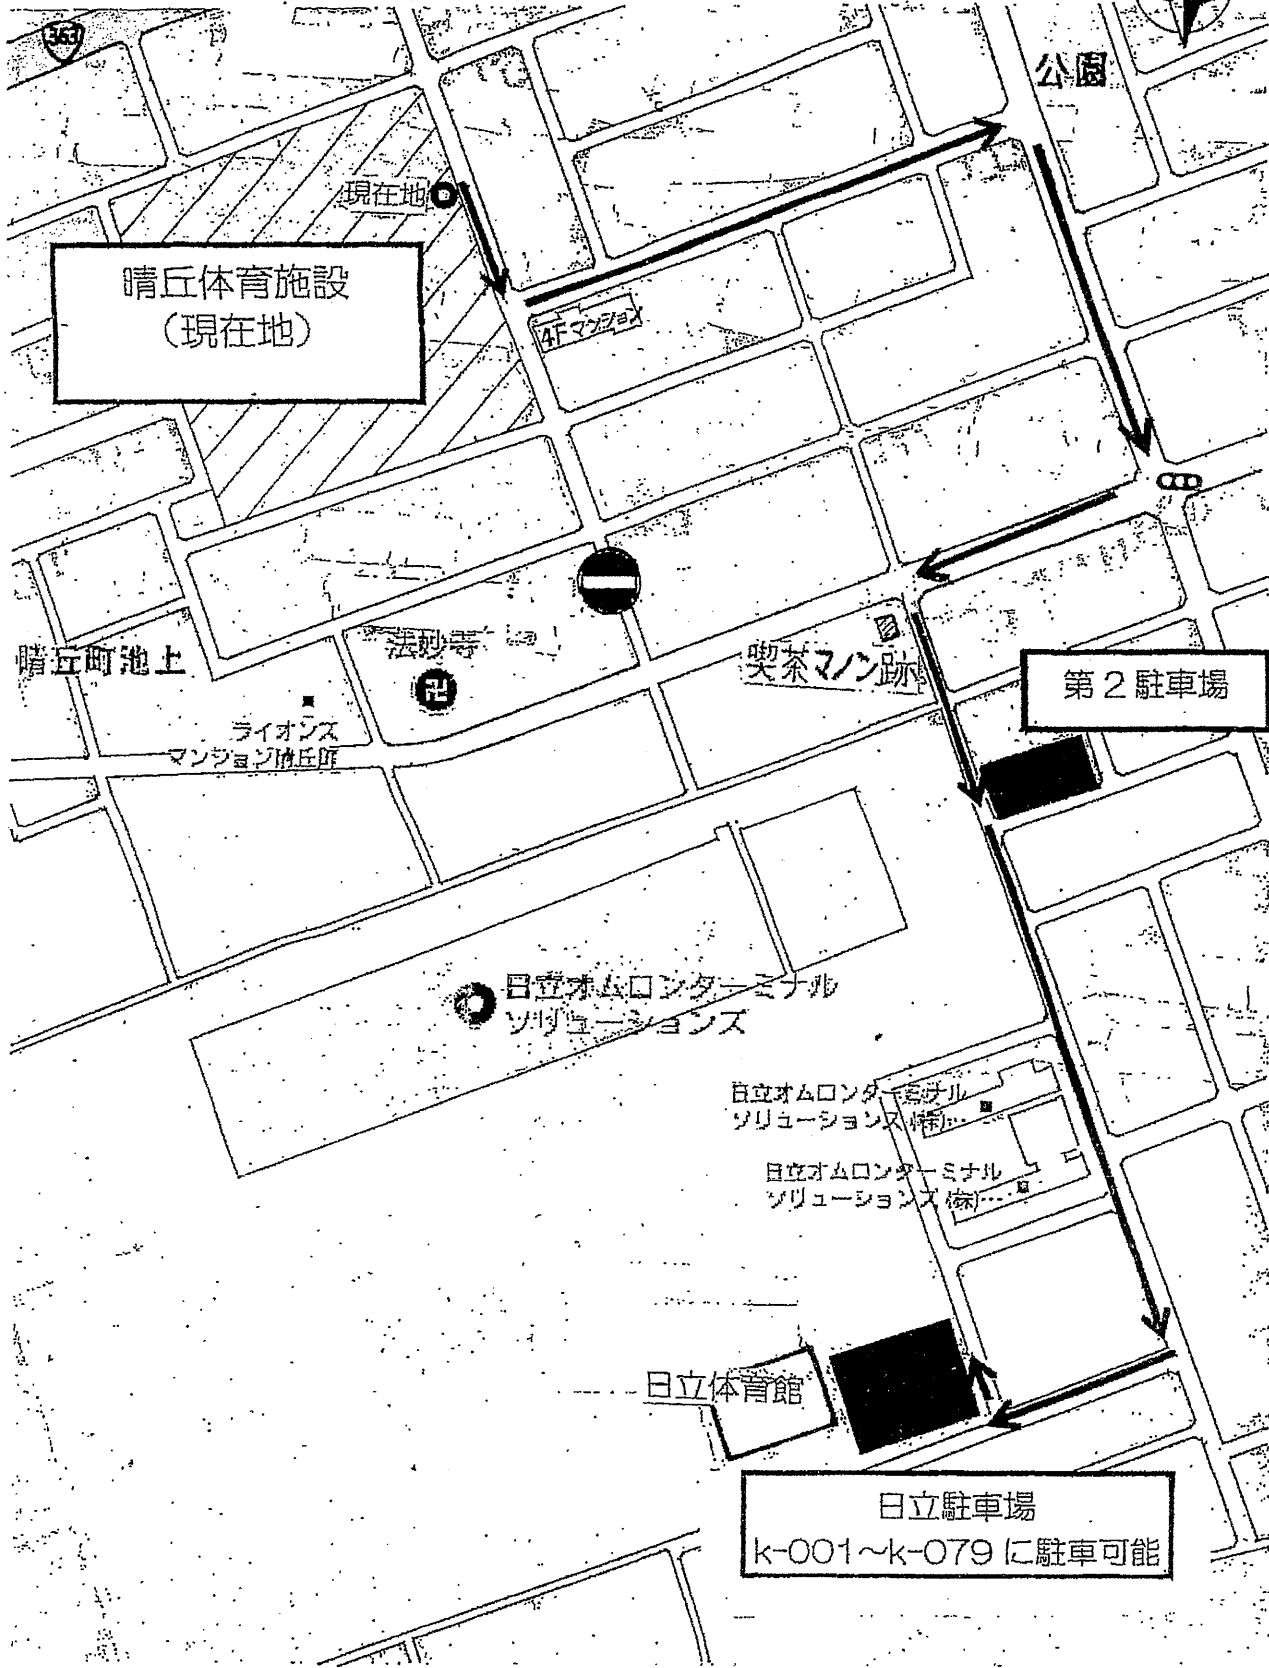 363
公園
現在地
晴丘体育施設
（現在地）
4Fマンション
法妙寺
晴丘町池上
喫茶マノン跡
第2駐車場
ライオンズ
マンション晴丘町
日立オムロンターミナル
ソリューションズ
日立オムロンターミナル
ソリューションズ(株)…
日立オムロンターミナル
ソリューションズ(株)…
日立体育館
日立駐車場
k-001～k-079に駐車可能